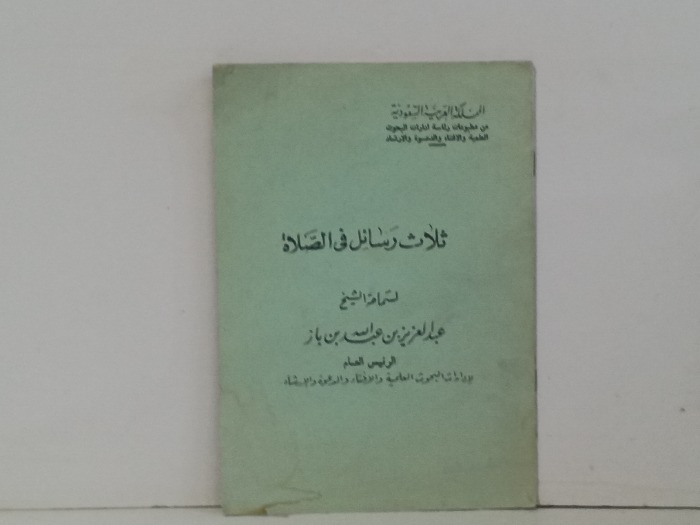 المملكة العربية السعودية
من مطبوعات رئاسة ادارات البحوث
العلمية والافتاء والدعوة والارشاد
ثلاث رسائل في الصلاة
لسماحة الشيخ
عبد العزيز بن عبد الله بن باز
الرئيس العام
لإدارات البحوث العلمية والافتاء والدعوة والإرشاد